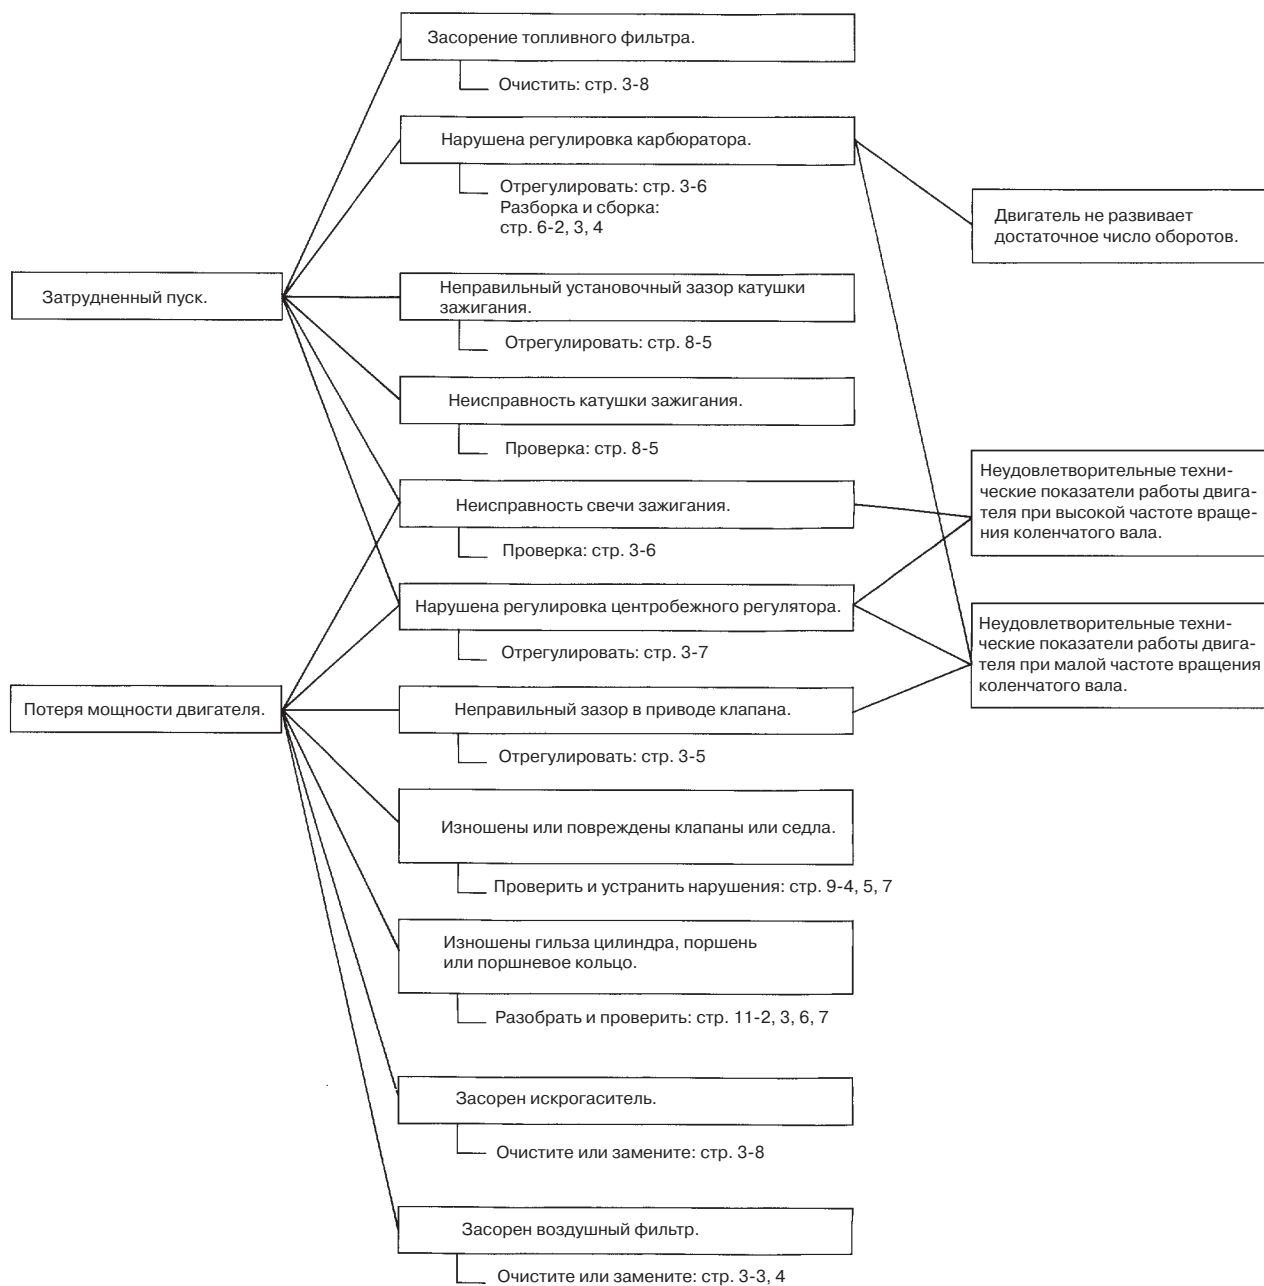 Засорение топливного фильтра.
Очистить: стр. 3-8
Нарушена регулировка карбюратора.
Отрегулировать: стр. 3-6
Разборка и сборка:
стр. 6-2, 3, 4
Двигатель не развивает
достаточное число оборотов.
Затрудненный пуск.
Неправильный установочный зазор катушки
зажигания.
Отрегулировать: стр. 8-5
Неисправность катушки зажигания.
Проверка: стр. 8-5
Неудовлетворительные техни-
ческие показатели работы двига-
теля при высокой частоте враще-
ния коленчатого вала.
Неисправность свечи зажигания.
Проверка: стр. 3-6
Нарушена регулировка центробежного регулятора.
Отрегулировать: стр. 3-7
Неудовлетворительные техни-
ческие показатели работы двига-
теля при малой частоте вращения
коленчатого вала.
Потеря мощности двигателя.
Неправильный зазор в приводе клапана.
Отрегулировать: стр. 3-5
Изношены или повреждены клапаны или седла.
Проверить и устранить нарушения: стр. 9-4, 5, 7
Изношены гильза цилиндра, поршень
или поршневое кольцо.
Разобрать и проверить: стр. 11-2, 3, 6, 7
Засорен искрогаситель.
Очистите или замените: стр. 3-8
Засорен воздушный фильтр.
Очистите или замените: стр. 3-3, 4